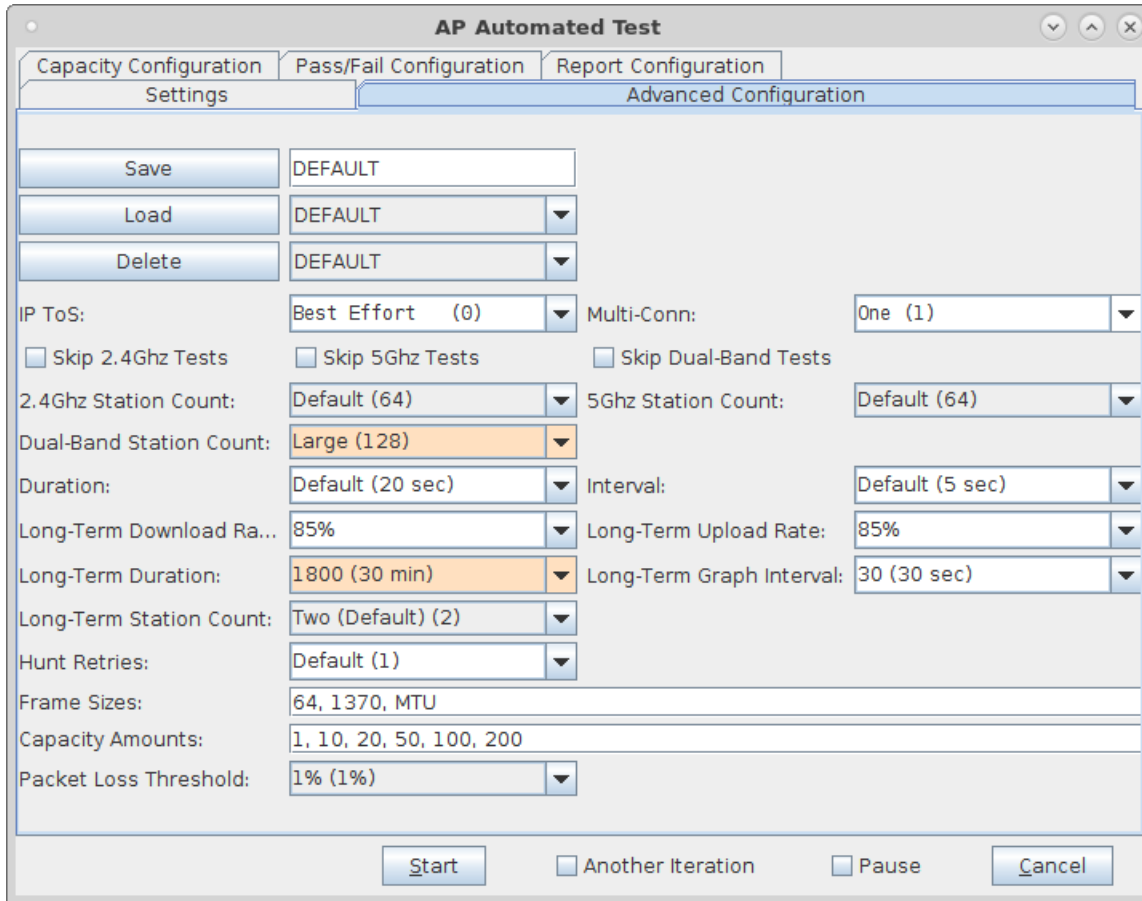 AP Automated Test
Capacity Configuration Pass/Fail Configuration Report Configuration
Settings Advanced Configuration
Save DEFAULT
Load DEFAULT
Delete DEFAULT
IP ToS: Best Effort (0) Multi-Conn: One (1)
Skip 2.4Ghz Tests Skip 5Ghz Tests Skip Dual-Band Tests
2.4Ghz Station Count: Default (64) 5Ghz Station Count: Default (64)
Dual-Band Station Count: Large (128)
Duration: Default (20 sec) Interval: Default (5 sec)
Long-Term Download Ra... 85% Long-Term Upload Rate: 85%
Long-Term Duration: 1800 (30 min) Long-Term Graph Interval: 30 (30 sec)
Long-Term Station Count: Two (Default) (2)
Hunt Retries: Default (1)
Frame Sizes: 64, 1370, MTU
Capacity Amounts: 1, 10, 20, 50, 100, 200
Packet Loss Threshold: 1% (1%)
Start Another Iteration Pause Cancel